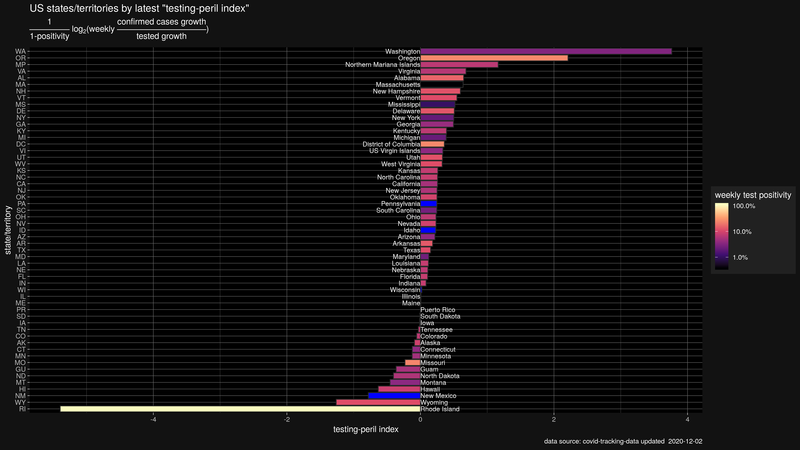 US states/territories by latest "testing-peril index"
1
1-positivity
log2(weekly
confirmed cases growth
tested growth
)
WA Washington
OR Oregon
MP Northern Mariana Islands
VA Virginia
AL Alabama
MA Massachusetts
NH New Hampshire
VT Vermont
MS Mississippi
DE Delaware
NY New York
GA Georgia
KY Kentucky
MI Michigan
DC District of Columbia
VI US Virgin Islands
UT Utah
WV West Virginia
KS Kansas
NC North Carolina
CA California
NJ New Jersey
OK Oklahoma
PA Pennsylvania
SC South Carolina
OH Ohio
NV Nevada
ID Idaho
AZ Arizona
AR Arkansas
TX Texas
MD Maryland
LA Louisiana
NE Nebraska
FL Florida
IN Indiana
WI Wisconsin
IL Illinois
ME Maine
PR Puerto Rico
SD South Dakota
IA Iowa
TN Tennessee
CO Colorado
AK Alaska
CT Connecticut
MN Minnesota
MO Missouri
GU Guam
ND North Dakota
MT Montana
HI Hawaii
NM New Mexico
WY Wyoming
RI Rhode Island
state/territory
-4 -2 0 2 4
testing-peril index
weekly test positivity
100.0%
10.0%
1.0%
data source: covid-tracking-data updated 2020-12-02